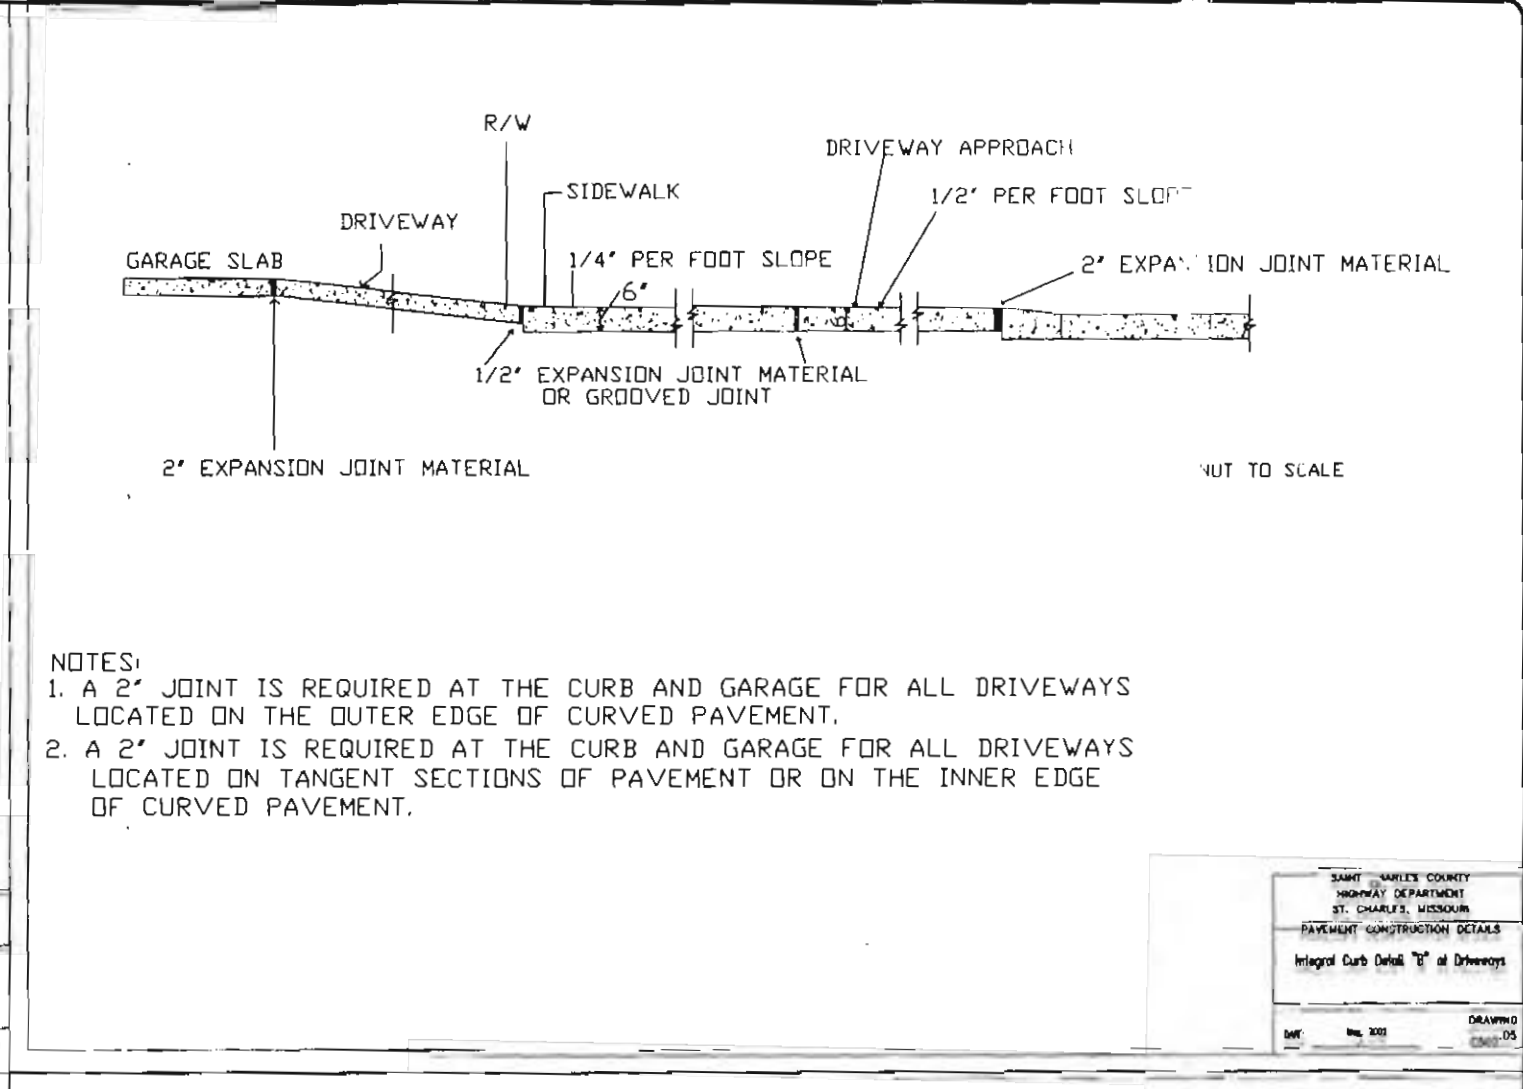 R/W
DRIVEWAY APPROACH
SIDEWALK
1/2" PER FOOT SLOPE
DRIVEWAY
GARAGE SLAB
1/4" PER FOOT SLOPE
2" EXPANSION JOINT MATERIAL
6"
1/2" EXPANSION JOINT MATERIAL
OR GROOVED JOINT
2" EXPANSION JOINT MATERIAL
NOT TO SCALE
NOTES:
1. A 2" JOINT IS REQUIRED AT THE CURB AND GARAGE FOR ALL DRIVEWAYS
LOCATED ON THE OUTER EDGE OF CURVED PAVEMENT.
2. A 2" JOINT IS REQUIRED AT THE CURB AND GARAGE FOR ALL DRIVEWAYS
LOCATED ON TANGENT SECTIONS OF PAVEMENT OR ON THE INNER EDGE
OF CURVED PAVEMENT.
SAINT CHARLES COUNTY
HIGHWAY DEPARTMENT
ST. CHARLES, MISSOURI
PAVEMENT CONSTRUCTION DETAILS
Integral Curb Detail "B" at Driveways
DRAWING
DATE:
.05